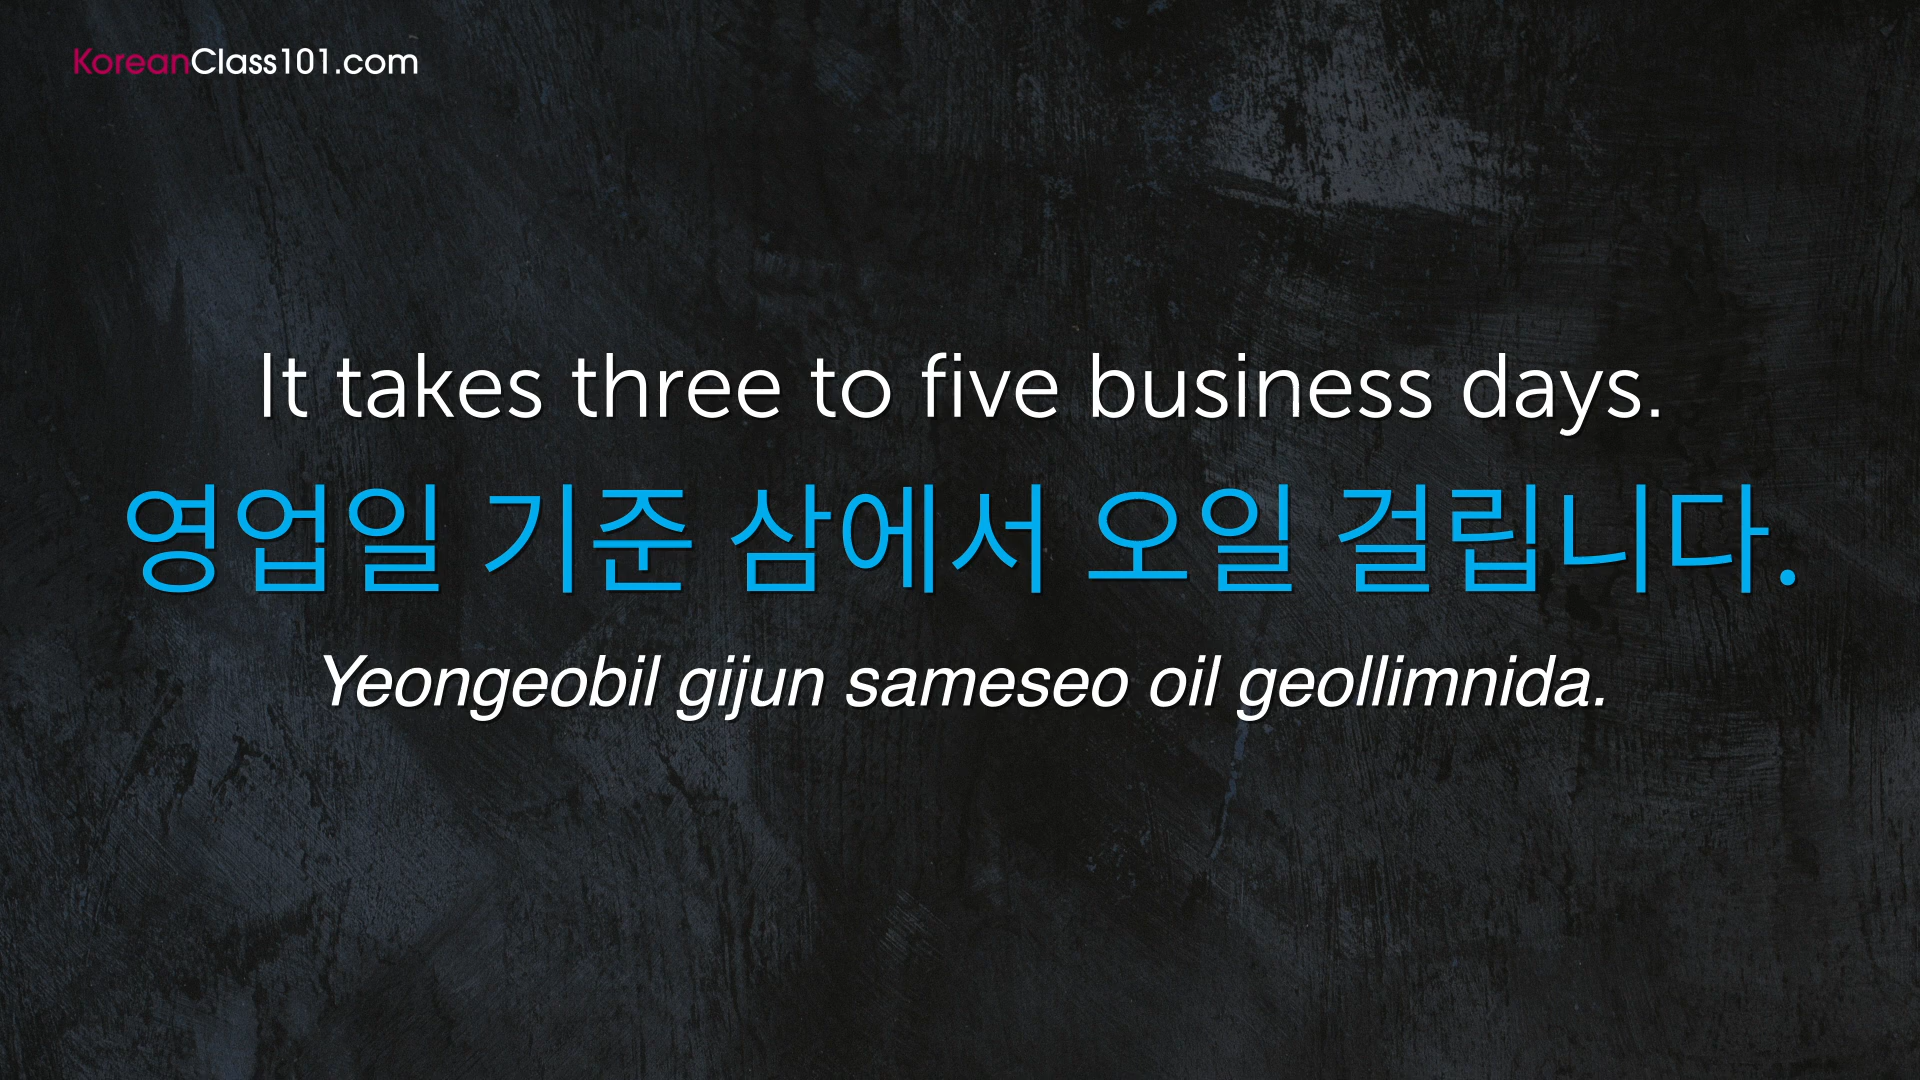 KoreanClass101.com
It takes three to five business days.
영업일 기준 삼에서 오일 걸립니다.
Yeongeobil gijun sameseo oil geollimnida.